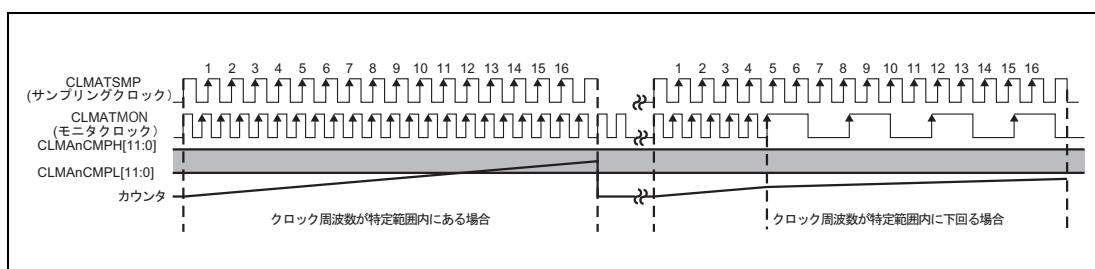 1 2 3 4 5 6 7 8 9 10 11 12 13 14 15 16
1 2 3 4 5 6 7 8 9 10 11 12 13 14 15 16
CLMATSMP
(サンプリングクロック)
CLMATMON
(モニタクロック)
CLMAnCMPH[11:0]
CLMAnCMPL[11:0]
カウンタ
クロック周波数が特定範囲内にある場合
クロック周波数が特定範囲内に下回る場合